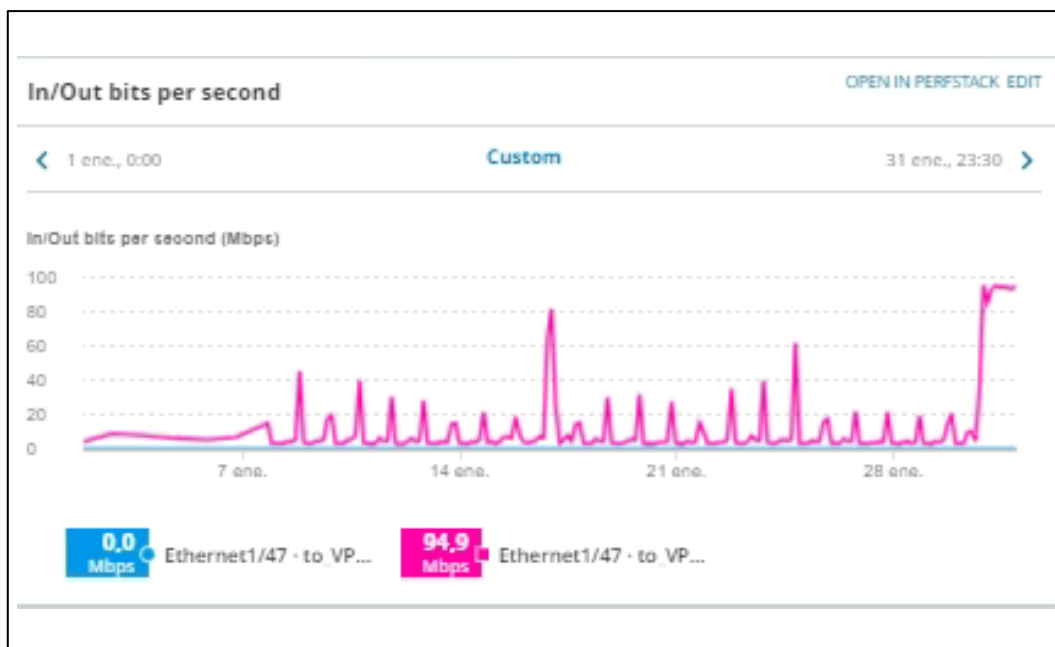 In/Out bits per second
OPEN IN PERFSTACK EDIT
1 ene., 0:00
Custom
31 ene., 23:30
In/Out bits per second (Mbps)
100
80
60
40
20
0
7 ene.
14 ene.
21 ene.
28 ene.
0,0
Mbps
Ethernet1/47 · to_VP...
94,9
Mbps
Ethernet1/47 · to_VP...